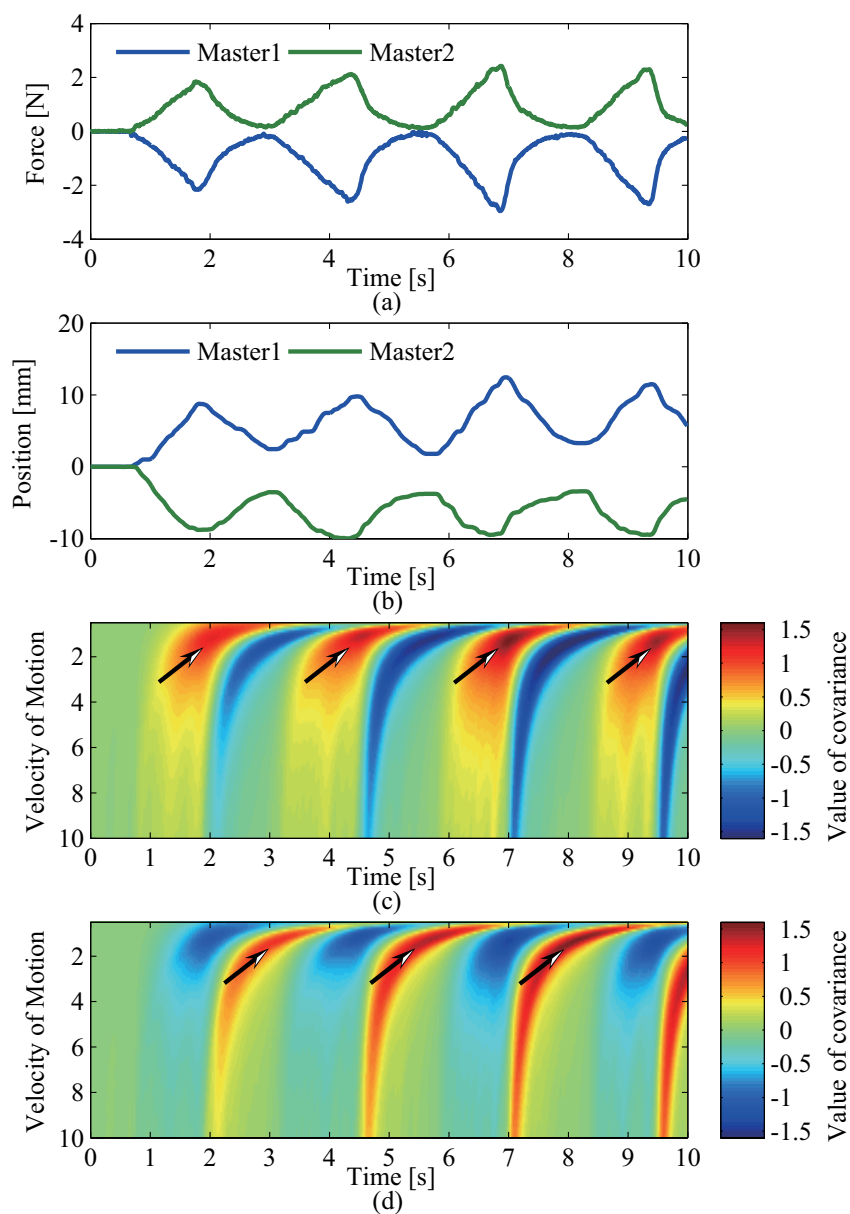 4
2
0
-2
-4
Force [N]
Master1 Master2
0 2 4 6 8 10
Time [s]
(a)
20
10
0
-10
Position [mm]
Master1 Master2
0 2 4 6 8 10
Time [s]
(b)
2
4
6
8
10
Velocity of Motion
0 1 2 3 4 5 6 7 8 9 10
Time [s]
(c)
1.5
1
0.5
0
-0.5
-1
-1.5
Value of covariance
2
4
6
8
10
Velocity of Motion
0 1 2 3 4 5 6 7 8 9 10
Time [s]
(d)
1.5
1
0.5
0
-0.5
-1
-1.5
Value of covariance